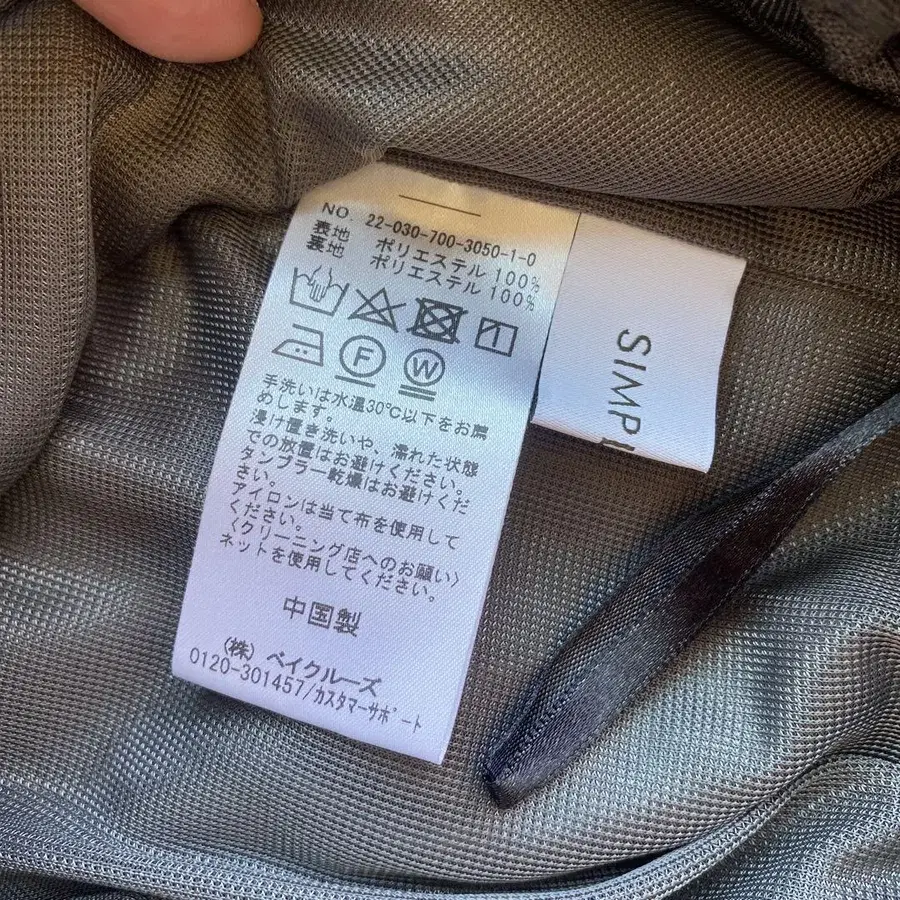 NO. 22-030-700-3050-1-0
表地 ポリエステル 100%
裏地 ポリエステル 100%
F
W
手洗いは水温30℃以下をお薦
めします。
浸け置き洗いや、濡れた状態
での放置はお避けください。
タンブラー乾燥はお避けくだ
さい。
アイロンは当て布を使用して
ください。
〈クリーニング店へのお願い〉
ネットを使用してください。
中国製
(株) ベイクルーズ
0120-301457/カスタマーサポート
SIMPL